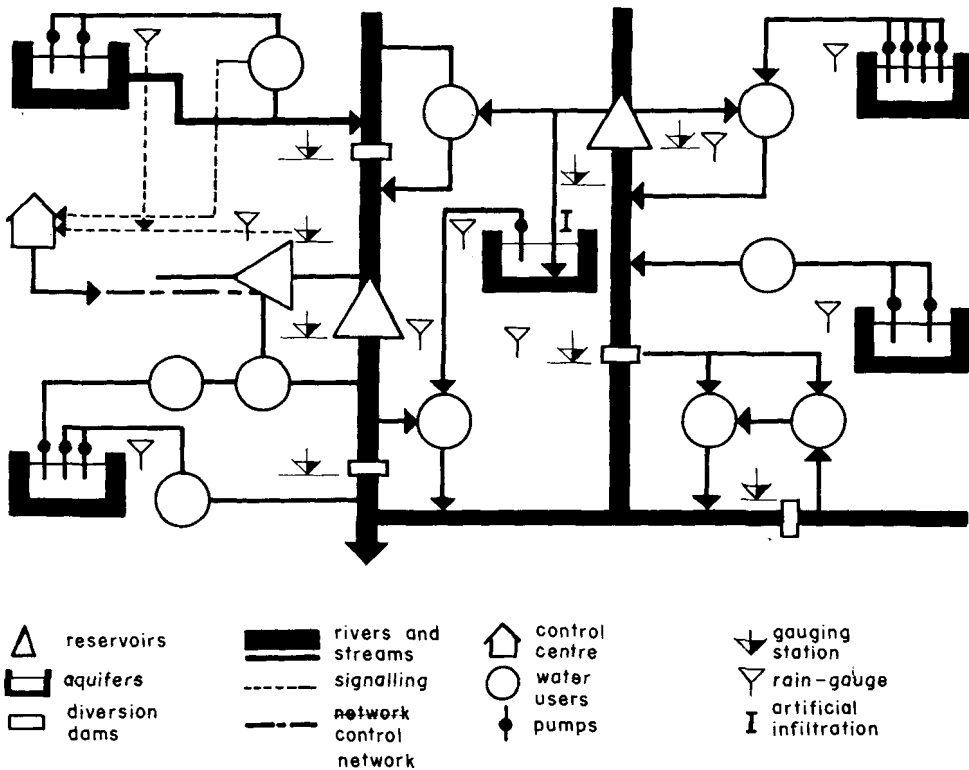 I
reservoirs
aquifers
diversion
dams
rivers and
streams
signalling
network
control
network
control
centre
water
users
pumps
gauging
station
rain-gauge
I artificial
infiltration